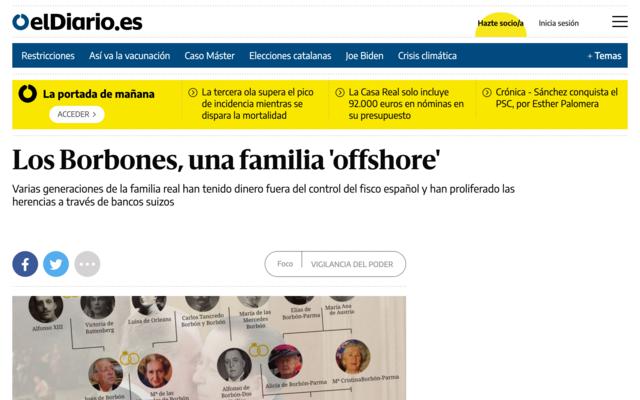 elDiario.es
Hazte socio/a
Inicia sesión
Restricciones
Así va la vacunación
Caso Máster
Elecciones catalanas
Joe Biden
Crisis climática
+ Temas
La portada de mañana
ACCEDER >
La tercera ola supera el pico
de incidencia mientras se
dispara la mortalidad
La Casa Real solo incluye
92.000 euros en nóminas en
su presupuesto
Crónica - Sánchez conquista el
PSC, por Esther Palomera
Los Borbones, una familia 'offshore'
Varias generaciones de la familia real han tenido dinero fuera del control del fisco español y han proliferado las
herencias a través de bancos suizos
Foco
VIGILANCIA DEL PODER
Alfonso XIII
Victoria de
Battenberg
Luisa de Orleans
Carlos Tancredo
Borbón y Borbón
María de las
Mercedes
Borbón
Elías de
Borbón-Parma
María Ana
de Austria
Juan de Borbón
Mª de las
Alfonso de
Borbón-Dos
Alicia de Borbón-Parma
Mª Cristina Borbón-Parma